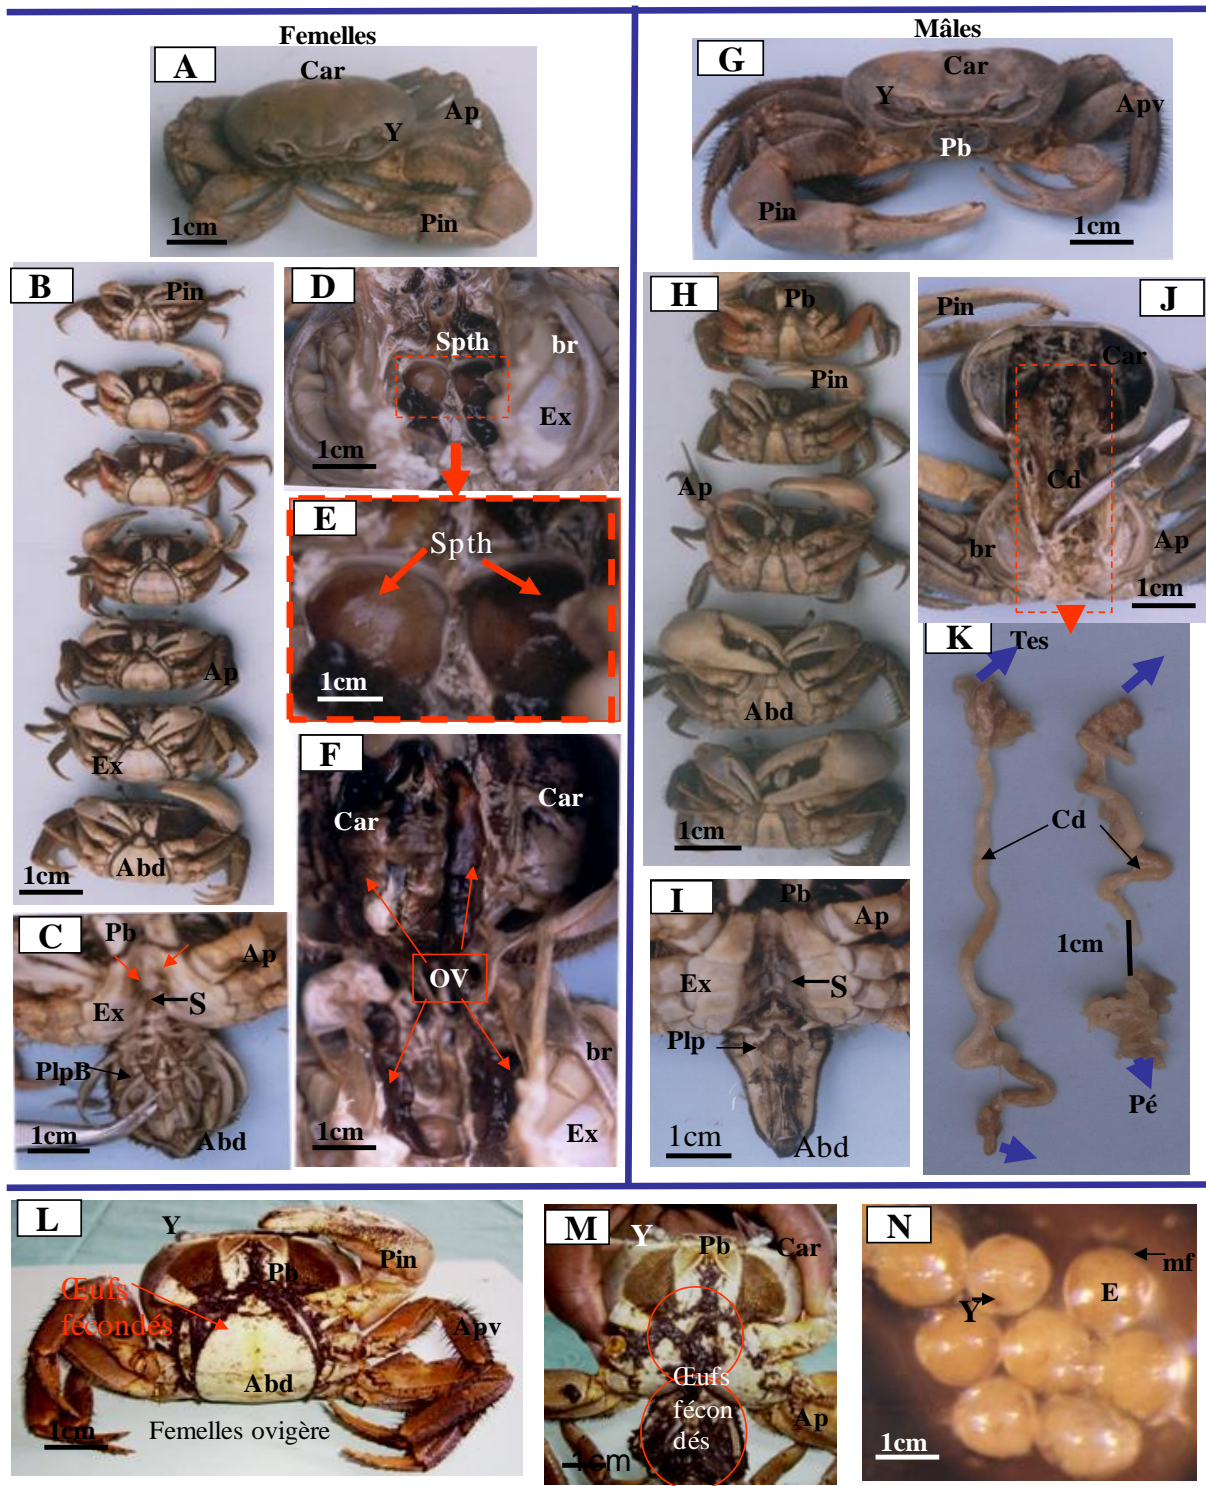 Femelles
Mâles
A
Car
Y
Ap
Pin
1cm
G
Car
Y
Apv
Pb
Pin
1cm
B
Pin
Ap
Ex
Abd
1cm
D
Spth
br
Ex
1cm
E
Spth
1cm
H
Pb
Pin
Ap
Abd
1cm
J
Pin
Car
Cd
br
Ap
1cm
K
Tes
Cd
1cm
Pé
F
Car
Car
OV
br
Ex
1cm
C
Pb
Ap
Ex
S
PlpB
1cm
Abd
I
Pb
Ap
Ex
S
Plp
1cm
Abd
L
Y
Pin
Pb
Œufs
fécondés
Apv
Abd
1cm
Femelles ovigère
M
Y
Pb
Car
Œufs
fécon
dés
Ap
1cm
N
mf
E
Y
1cm